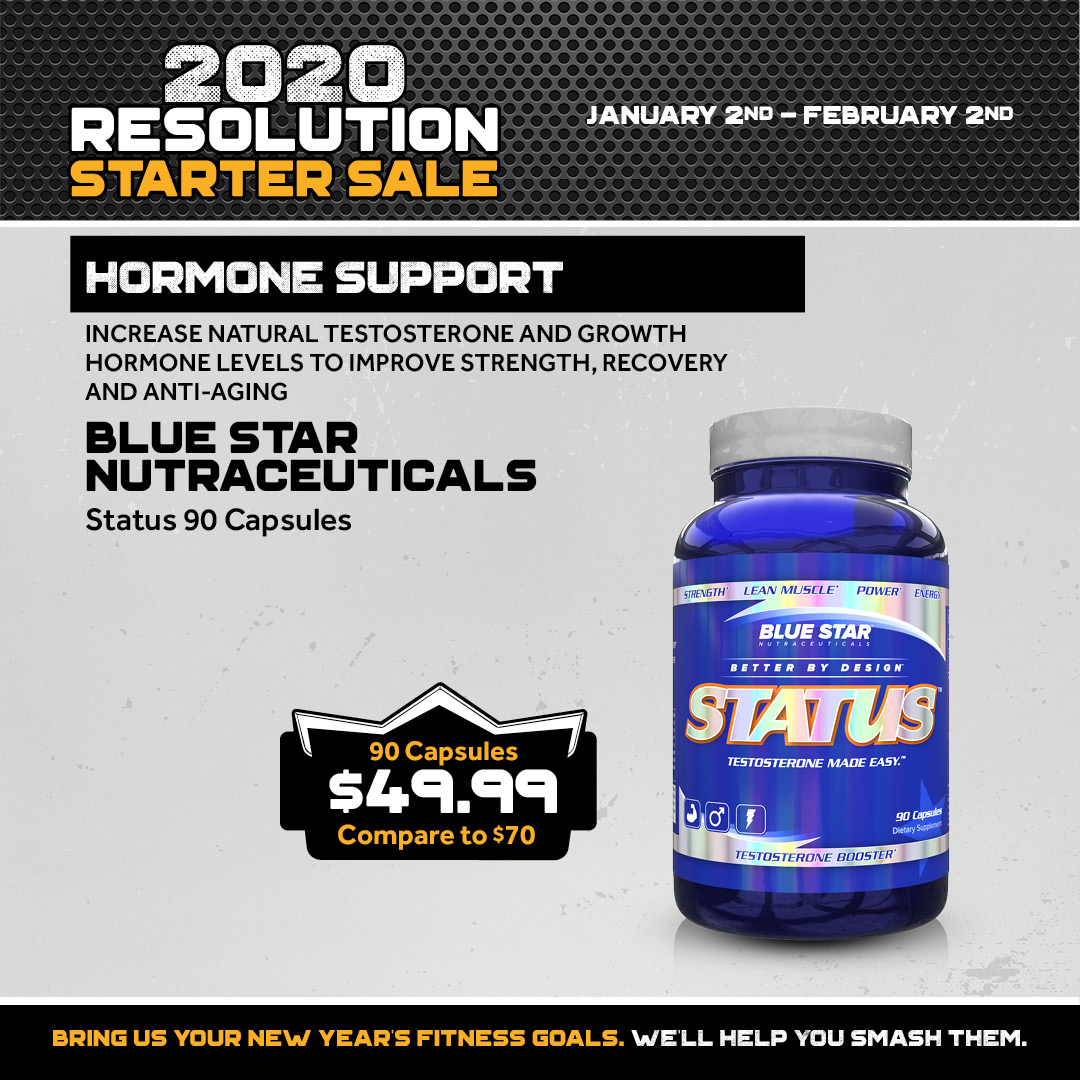 2020
RESOLUTION
STARTER SALE
JANUARY 2ND – FEBRUARY 2ND
HORMONE SUPPORT
INCREASE NATURAL TESTOSTERONE AND GROWTH
HORMONE LEVELS TO IMPROVE STRENGTH, RECOVERY
AND ANTI-AGING
BLUE STAR
NUTRACEUTICALS
Status 90 Capsules
90 Capsules
$49.99
Compare to $70
STRENGTH* LEAN MUSCLE* POWER* ENERGY
BLUE STAR™
NUTRACEUTICALS
BETTER BY DESIGN
STATUS™
TESTOSTERONE MADE EASY.™
90 Capsules
Dietary Supplement
TESTOSTERONE BOOSTER*
BRING US YOUR NEW YEAR'S FITNESS GOALS. WE'LL HELP YOU SMASH THEM.